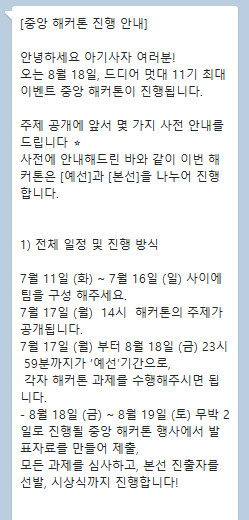 [중앙 해커톤 진행 안내]
안녕하세요 아기사자 여러분!
오는 8월 18일, 드디어 멋대 11기 최대
이벤트 중앙 해커톤이 진행됩니다.
주제 공개에 앞서 몇 가지 사전 안내를
드립니다 ⭐
사전에 안내해드린 바와 같이 이번 해
커톤은 [예선]과 [본선]을 나누어 진행
합니다.
1) 전체 일정 및 진행 방식
7월 11일 (화) ~ 7월 16일 (일) 사이에
팀을 구성 해주세요.
7월 17일 (월)  14시  해커톤의 주제가
공개됩니다.
7월 17일 (월) 부터 8월 18일 (금) 23시
59분까지가 '예선'기간으로,
각자 해커톤 과제를 수행해주시면 됩
니다.
- 8월 18일 (금) ~ 8월 19일 (토) 무박 2
일로 진행될 중앙 해커톤 행사에서 발
표자료를 만들어 제출,
모든 과제를 심사하고, 본선 진출자를
선발, 시상식까지 진행합니다!